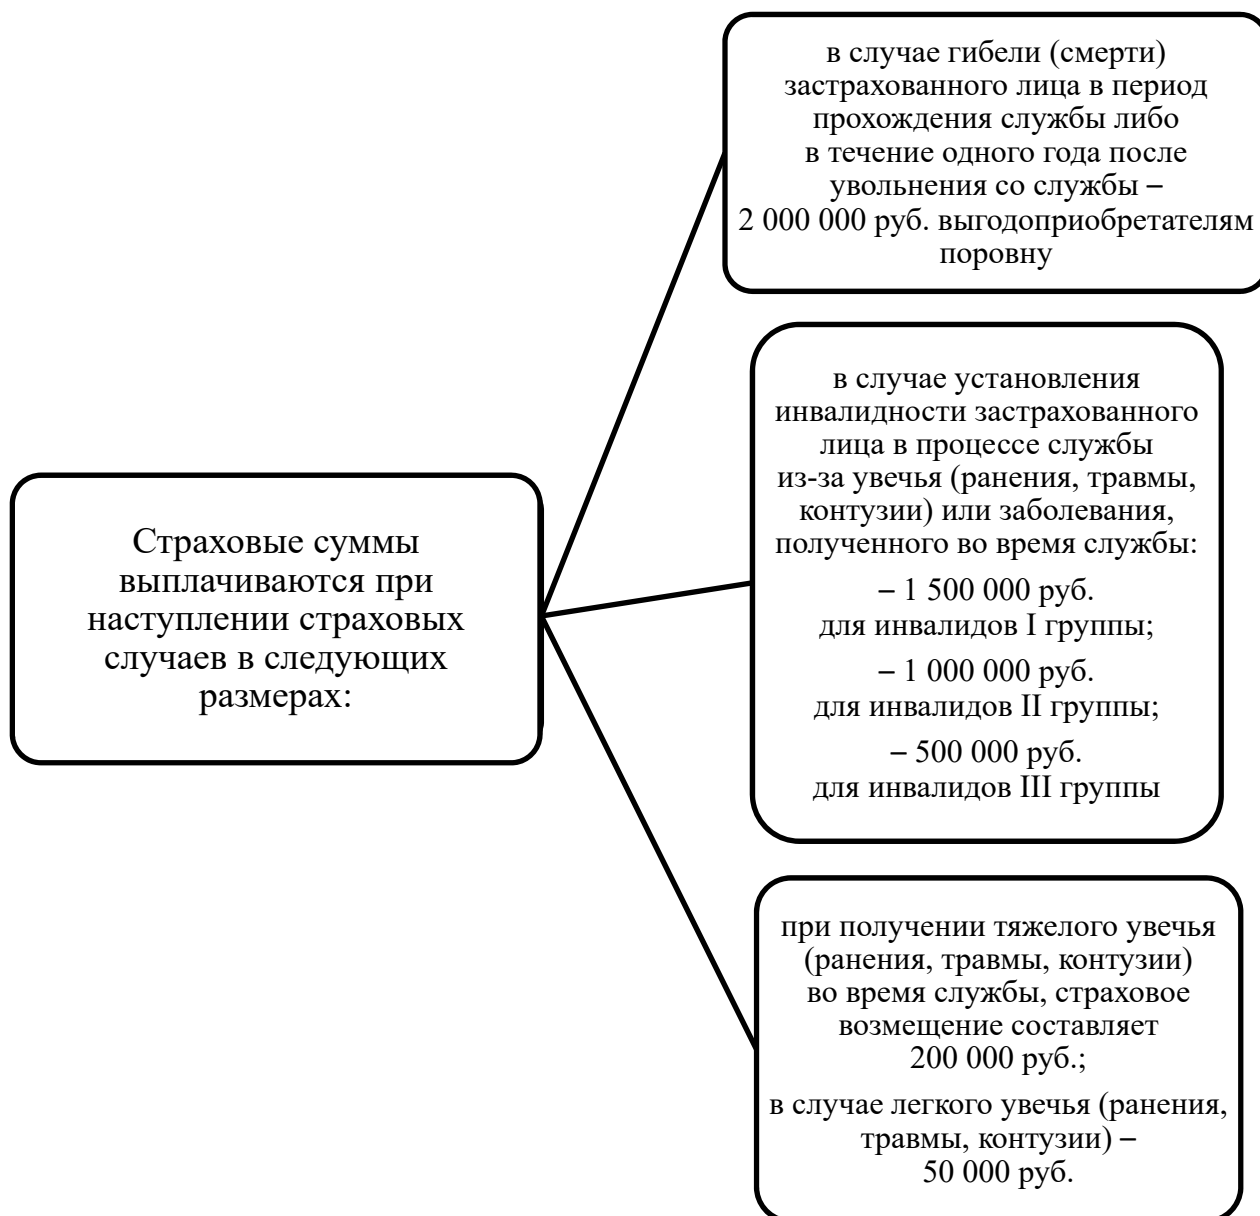 Страховые суммы
выплачиваются при
наступлении страховых
случаев в следующих
размерах:
в случае гибели (смерти)
застрахованного лица в период
прохождения службы либо
в течение одного года после
увольнения со службы –
2 000 000 руб. выгодоприобретателям
поровну
в случае установления
инвалидности застрахованного
лица в процессе службы
из-за увечья (ранения, травмы,
контузии) или заболевания,
полученного во время службы:
– 1 500 000 руб.
для инвалидов I группы;
– 1 000 000 руб.
для инвалидов II группы;
– 500 000 руб.
для инвалидов III группы
при получении тяжелого увечья
(ранения, травмы, контузии)
во время службы, страховое
возмещение составляет
200 000 руб.;
в случае легкого увечья (ранения,
травмы, контузии) –
50 000 руб.